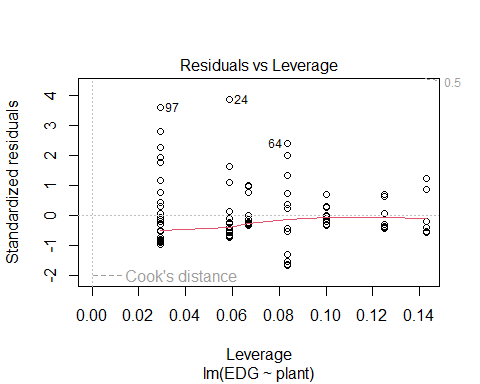 Residuals vs Leverage
Standardized residuals
4
3
2
1
0
-1
-2
97
24
64
0.5
Cook's distance
0.00 0.02 0.04 0.06 0.08 0.10 0.12 0.14
Leverage
lm(EDG ~ plant)